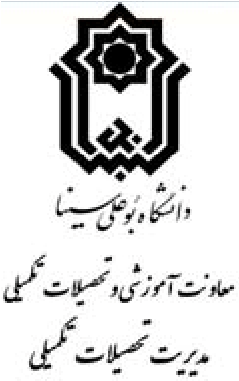 دانشگاه بوعلی سینا
معاونت آموزشی و تحصیلات تکمیلی
مدیریت تحصیلات تکمیلی